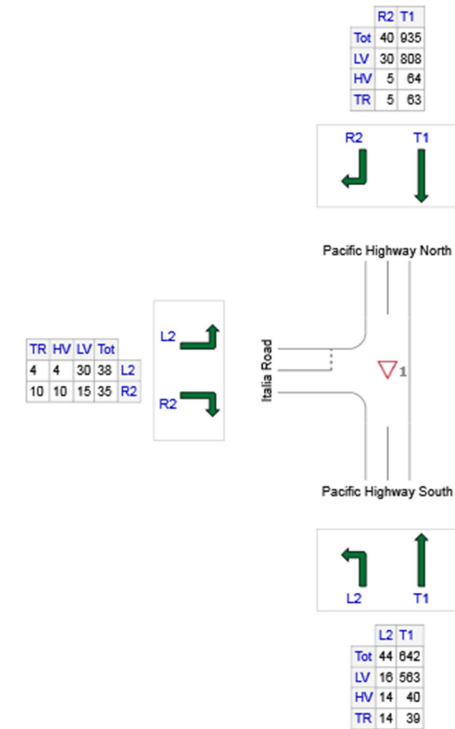 R2 T1
Tot 40 935
LV 30 808
HV 5 64
TR 5 63
R2 T1
Pacific Highway North
TR HV LV Tot
4 4 30 38 L2
10 10 15 35 R2
L2
R2
Italia Road
1
Pacific Highway South
L2 T1
L2 T1
Tot 44 642
LV 16 563
HV 14 40
TR 14 39